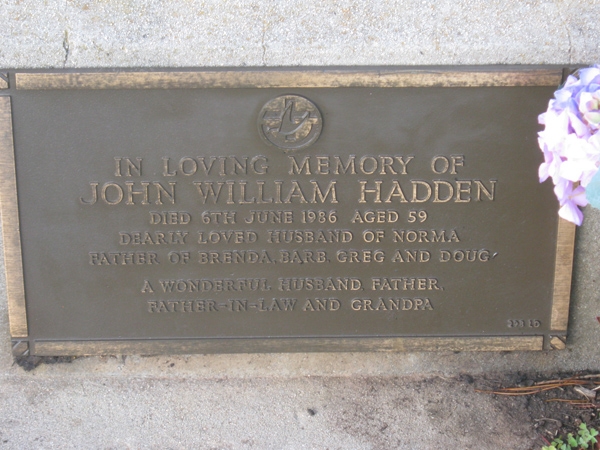 IN LOVING MEMORY OF
JOHN WILLIAM HADDEN
DIED 6TH JUNE 1986 AGED 59
DEARLY LOVED HUSBAND OF NORMA
FATHER OF BRENDA, BARB, GREG AND DOUG
A WONDERFUL HUSBAND FATHER,
FATHER-IN-LAW AND GRANDPA